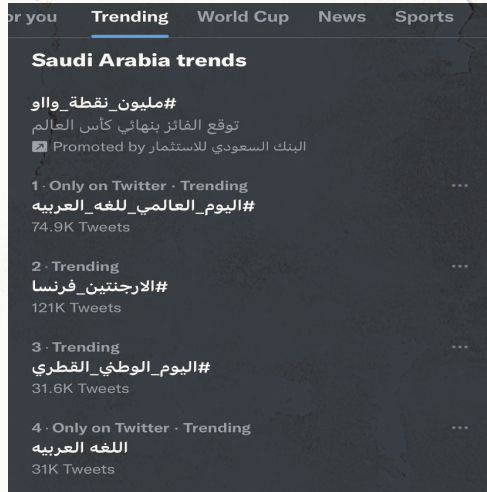 or you Trending World Cup News Sports
Saudi Arabia trends
#مليون_نقطة_وااو
توقع الفائز بنهائي كأس العالم
Promoted by البنك السعودي للاستثمار
1 · Only on Twitter · Trending
#اليوم_العالمي_للغه_العربيه
74.9K Tweets
2 · Trending
#الارجنتين_فرنسا
121K Tweets
3 · Trending
#اليوم_الوطني_القطري
31.6K Tweets
4 · Only on Twitter · Trending
اللغه العربيه
31K Tweets